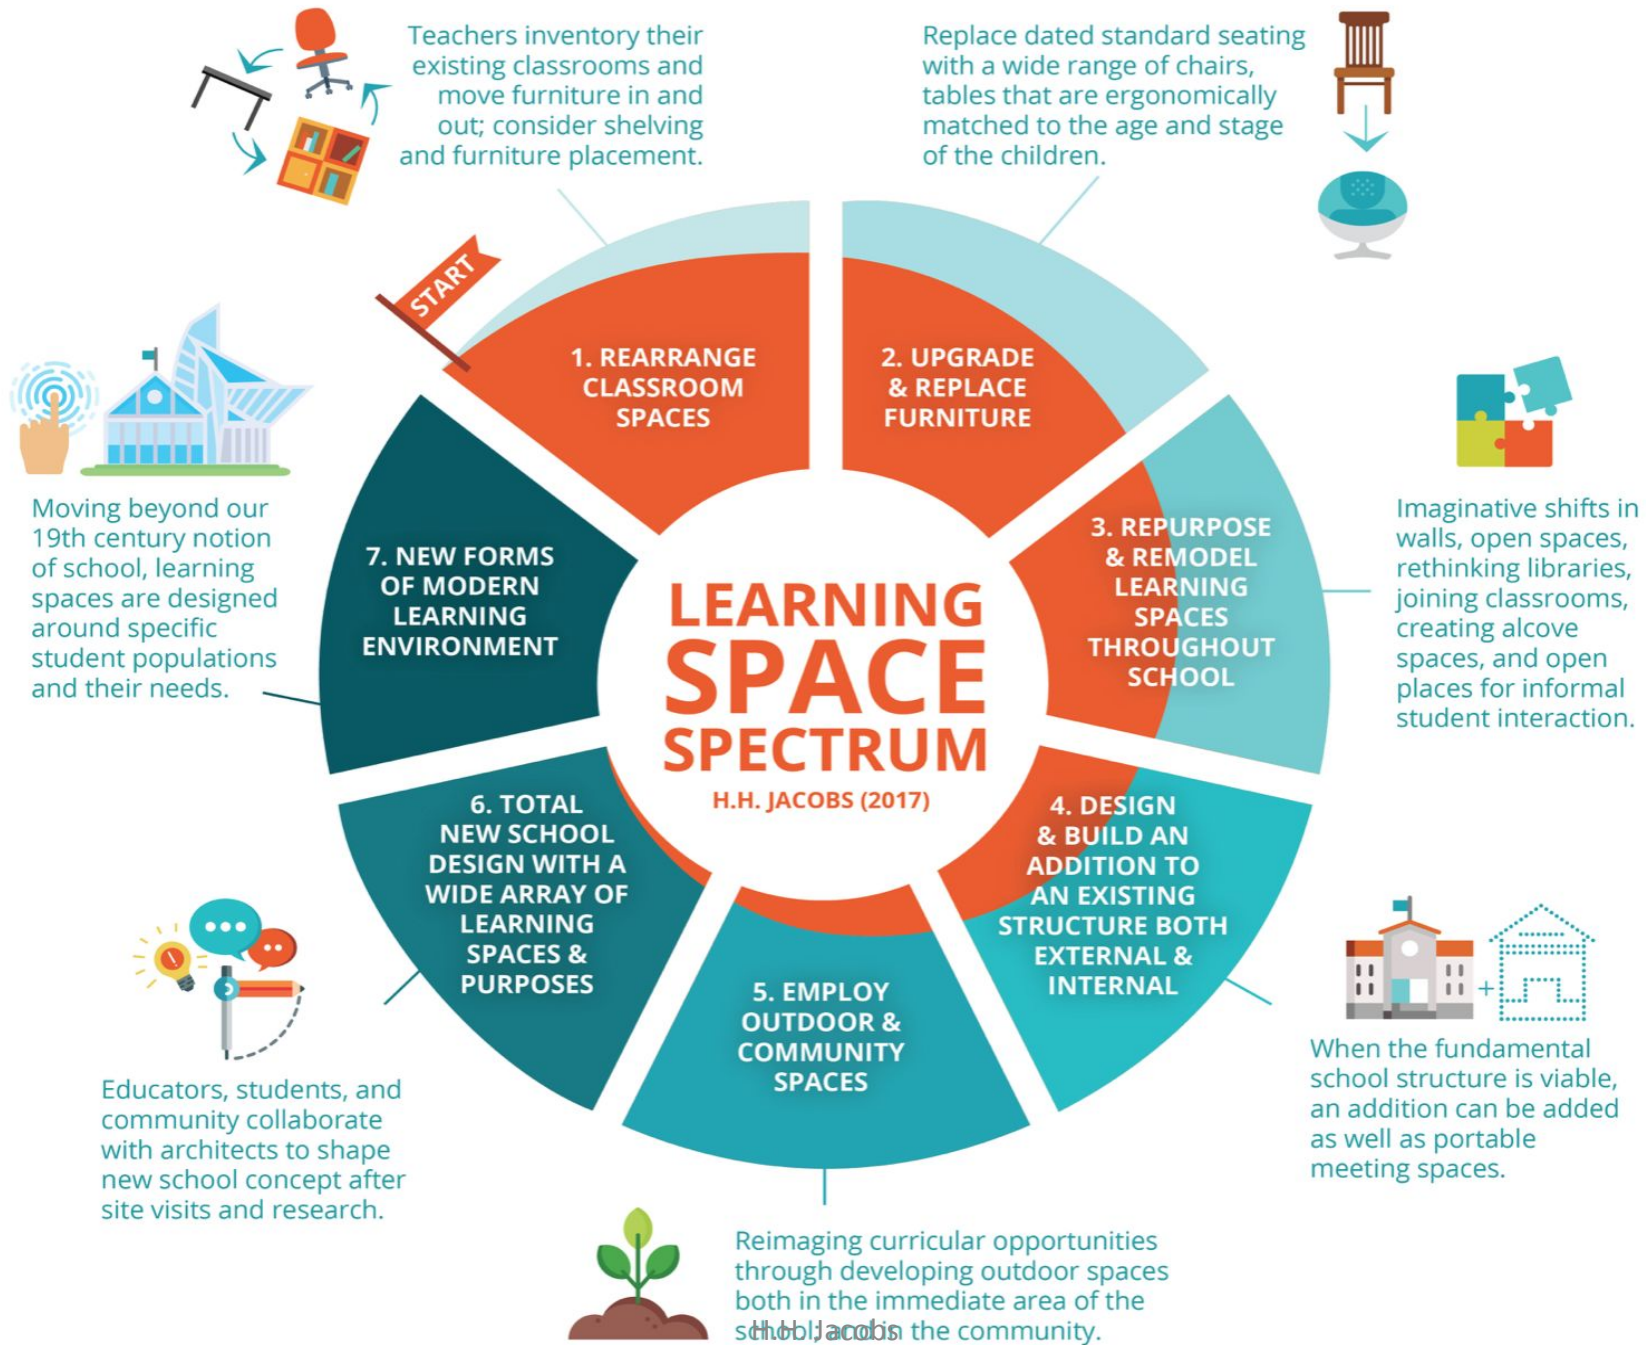 Teachers inventory their
existing classrooms and
move furniture in and
out; consider shelving
and furniture placement.
Replace dated standard seating
with a wide range of chairs,
tables that are ergonomically
matched to the age and stage
of the children.
START
1. REARRANGE
CLASSROOM
SPACES
2. UPGRADE
& REPLACE
FURNITURE
3. REPURPOSE
& REMODEL
LEARNING
SPACES
THROUGHOUT
SCHOOL
Imaginative shifts in
walls, open spaces,
rethinking libraries,
joining classrooms,
creating alcove
spaces, and open
places for informal
student interaction.
Moving beyond our
19th century notion
of school, learning
spaces are designed
around specific
student populations
and their needs.
7. NEW FORMS
OF MODERN
LEARNING
ENVIRONMENT
LEARNING
SPACE
SPECTRUM
H.H. JACOBS (2017)
6. TOTAL
NEW SCHOOL
DESIGN WITH A
WIDE ARRAY OF
LEARNING
SPACES &
PURPOSES
4. DESIGN
& BUILD AN
ADDITION TO
AN EXISTING
STRUCTURE BOTH
EXTERNAL &
INTERNAL
5. EMPLOY
OUTDOOR &
COMMUNITY
SPACES
When the fundamental
school structure is viable,
an addition can be added
as well as portable
meeting spaces.
Educators, students, and
community collaborate
with architects to shape
new school concept after
site visits and research.
Reimaging curricular opportunities
through developing outdoor spaces
both in the immediate area of the
school; and in the community.
H.H. Jacobs